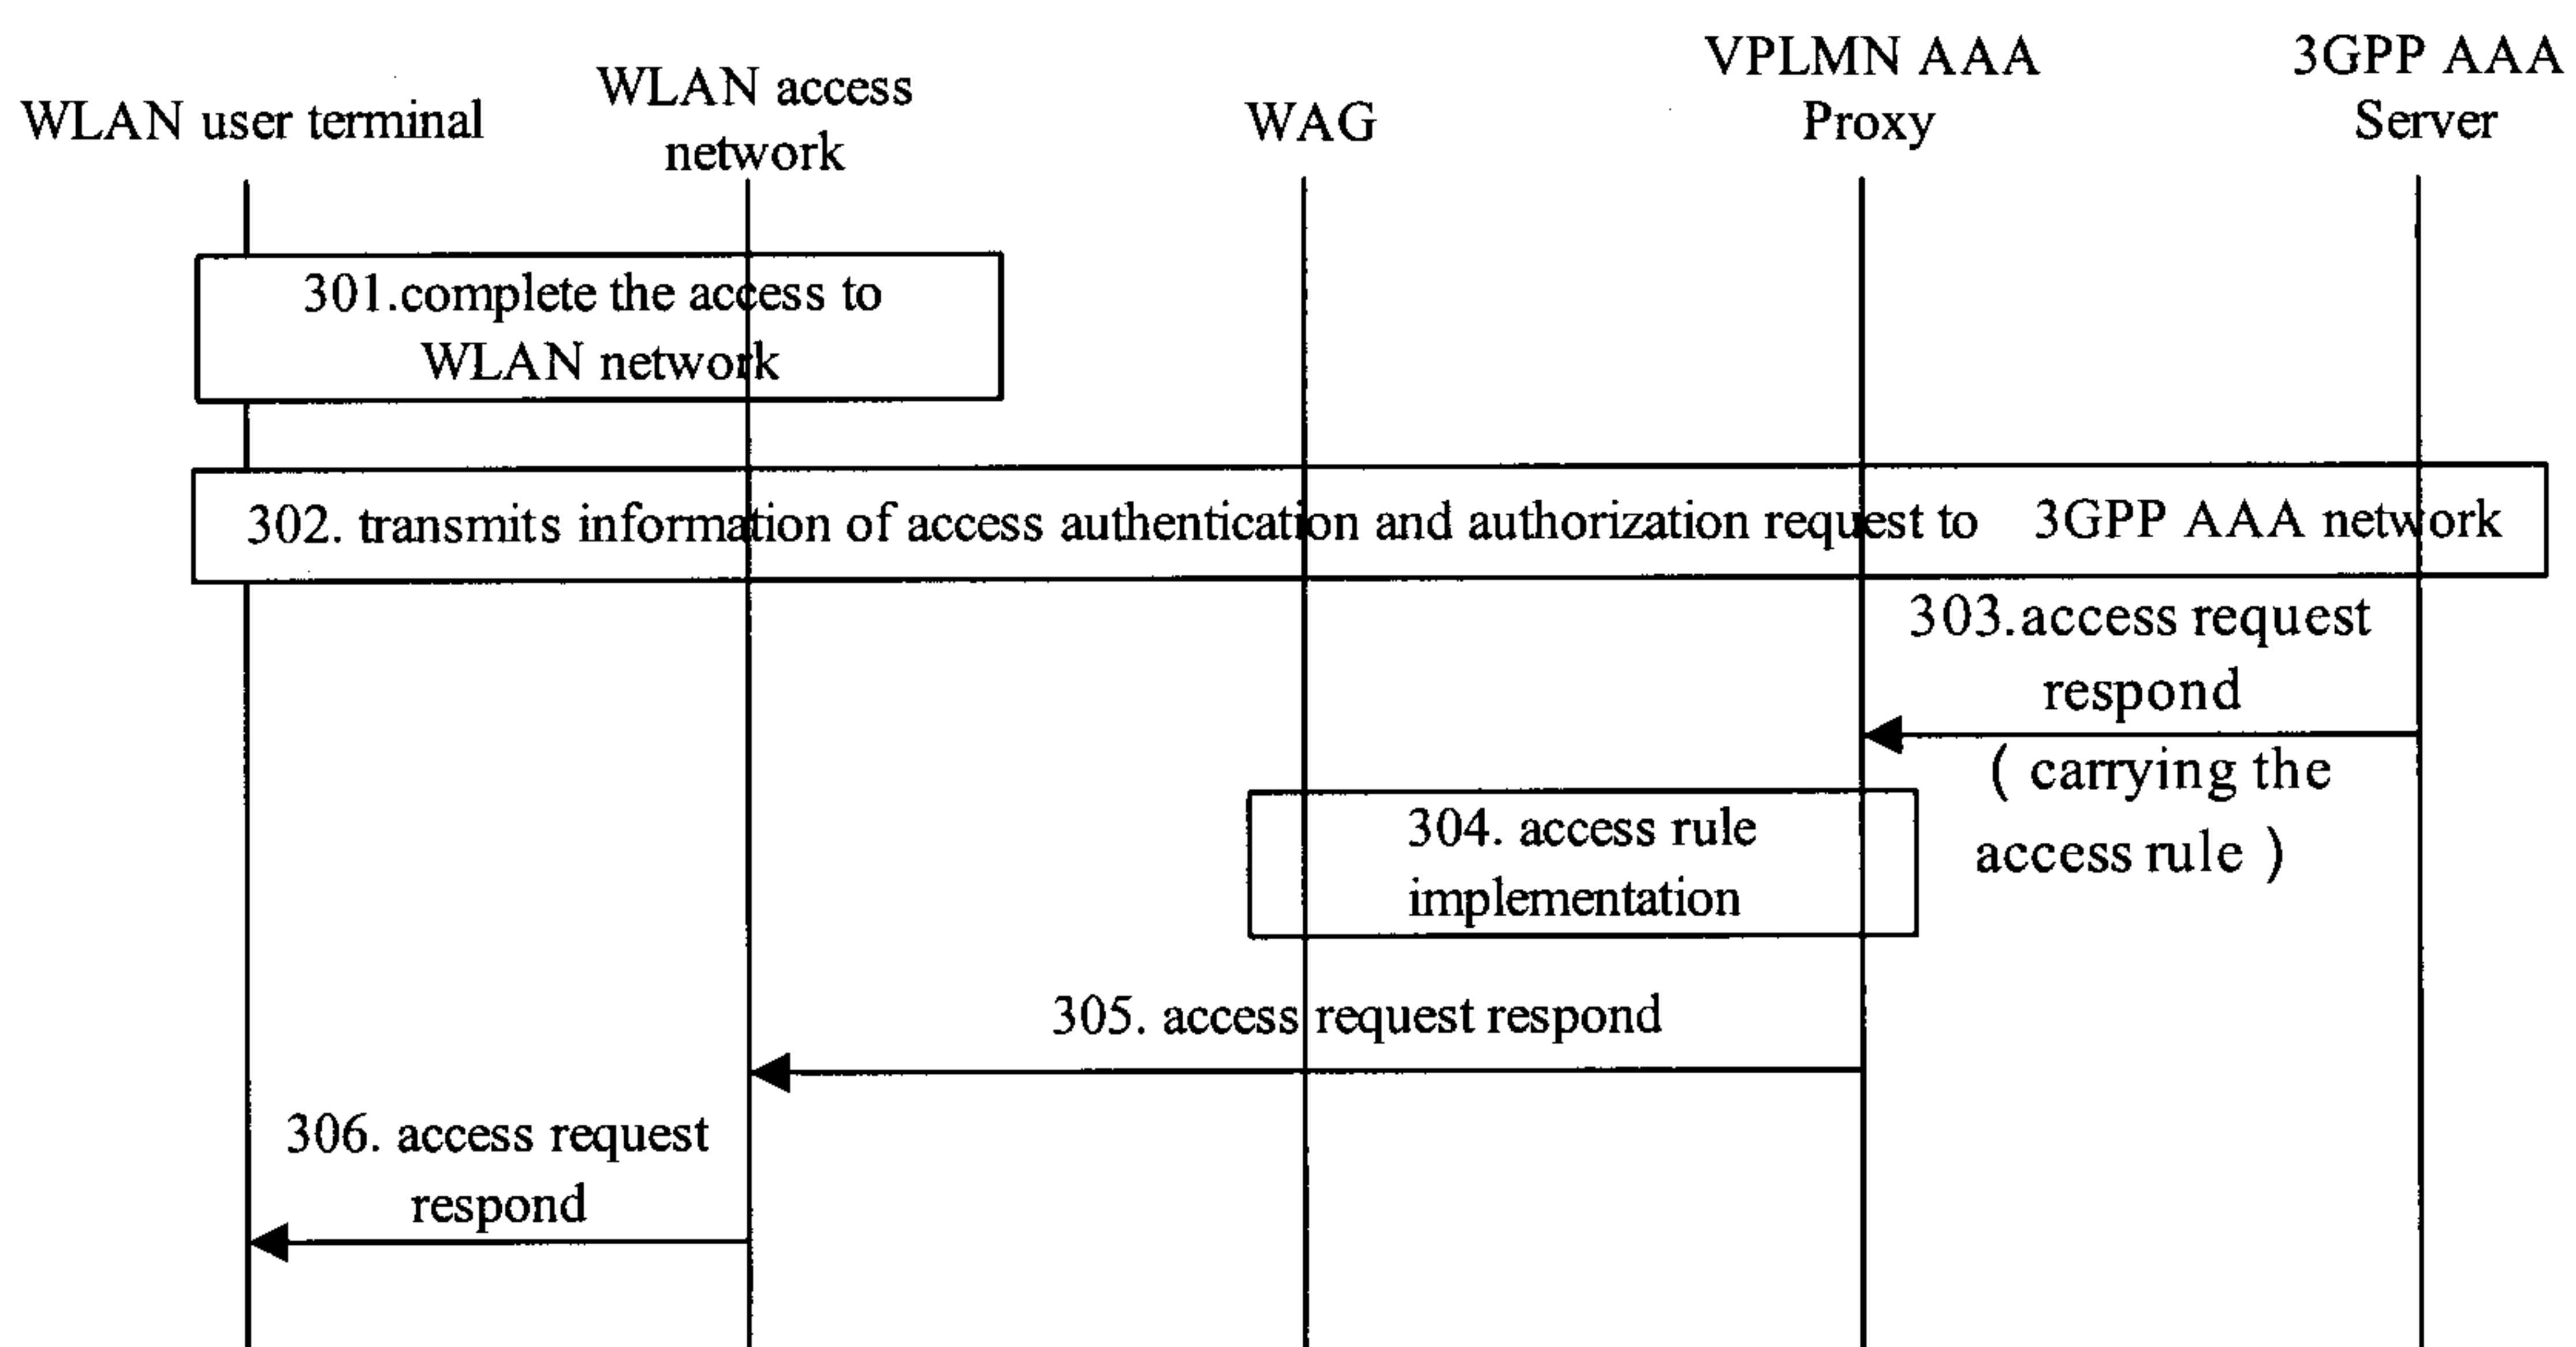 WLAN user terminal
WLAN access
network
WAG
VPLMN AAA
Proxy
3GPP AAA
Server
301.complete the access to
WLAN network
302. transmits information of access authentication and authorization request to 3GPP AAA network
303.access request
respond
( carrying the
access rule )
304. access rule
implementation
305. access request respond
306. access request
respond